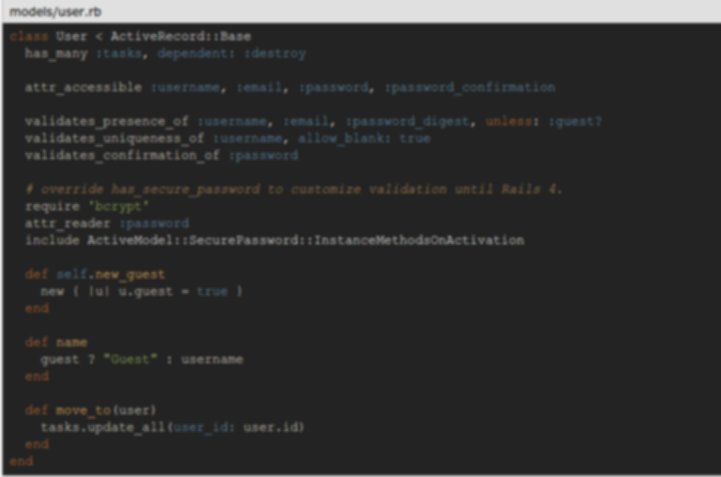 models/user.rb
class User < ActiveRecord::Base
has_many :tasks, dependent: :destroy
attr_accessible :username, :email, :password, :password_confirmation
validates_presence_of :username, :email, :password_digest, unless: :guest?
validates_uniqueness_of :username, allow_blank: true
validates_confirmation_of :password
# override has_secure_password to customize validation until Rails 4.
require 'bcrypt'
attr_reader :password
include ActiveModel::SecurePassword::InstanceMethodsOnActivation
def self.new_guest
new { |u| u.guest = true }
end
def name
guest ? "Guest" : username
end
def move_to(user)
tasks.update_all(user_id: user.id)
end
end